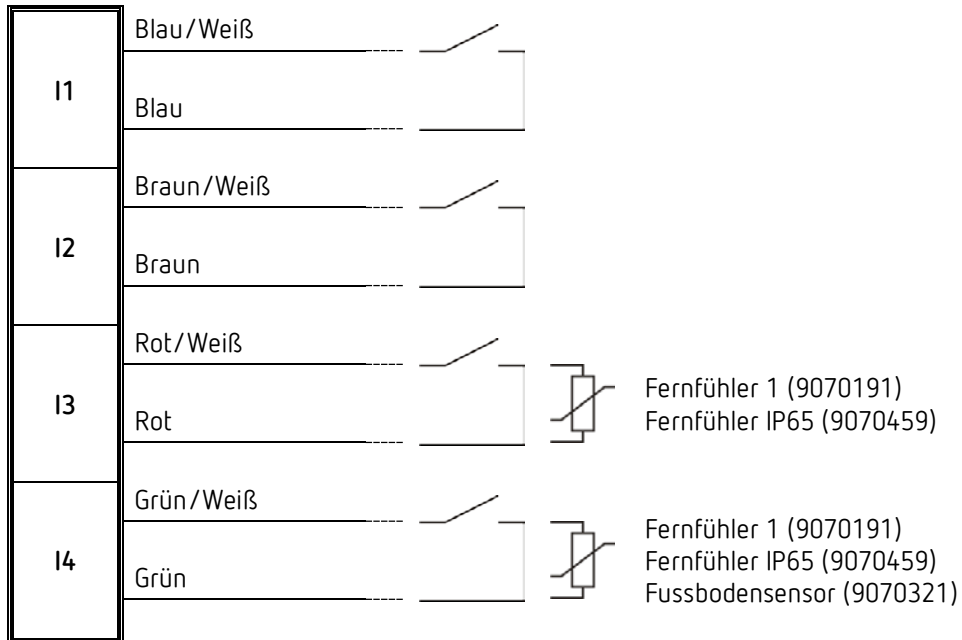 I1
Blau/Weiß
Blau
I2
Braun/Weiß
Braun
I3
Rot/Weiß
Rot
Fernfühler 1 (9070191)
Fernfühler IP65 (9070459)
I4
Grün/Weiß
Grün
Fernfühler 1 (9070191)
Fernfühler IP65 (9070459)
Fussbodensensor (9070321)